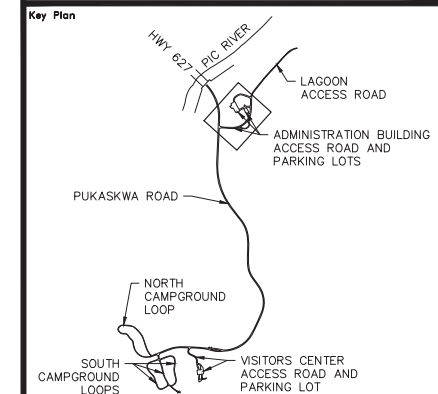 Key Plan
HWY 627
PIC RIVER
LAGOON
ACCESS ROAD
ADMINISTRATION BUILDING
ACCESS ROAD AND
PARKING LOTS
PUKASKWA ROAD
NORTH
CAMPGROUND
LOOP
SOUTH
CAMPGROUND
LOOPS
VISITORS CENTER
ACCESS ROAD AND
PARKING LOT